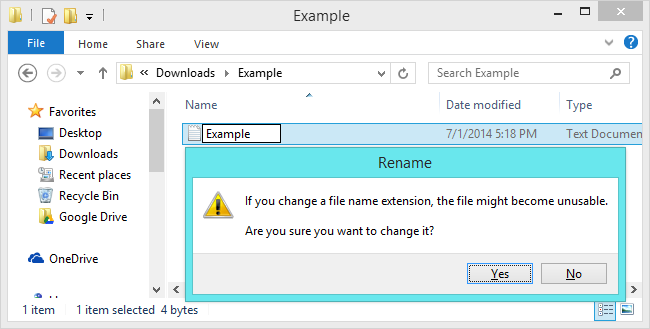 Example
File
Home
Share
View
« Downloads Example
Search Example
Name
Date modified
Type
Favorites
Desktop
Downloads
Recent places
Recycle Bin
Google Drive
OneDrive
Example
7/1/2014 5:18 PM
Text Docume
Rename
If you change a file name extension, the file might become unusable.
Are you sure you want to change it?
Yes
No
1 item
1 item selected 4 bytes